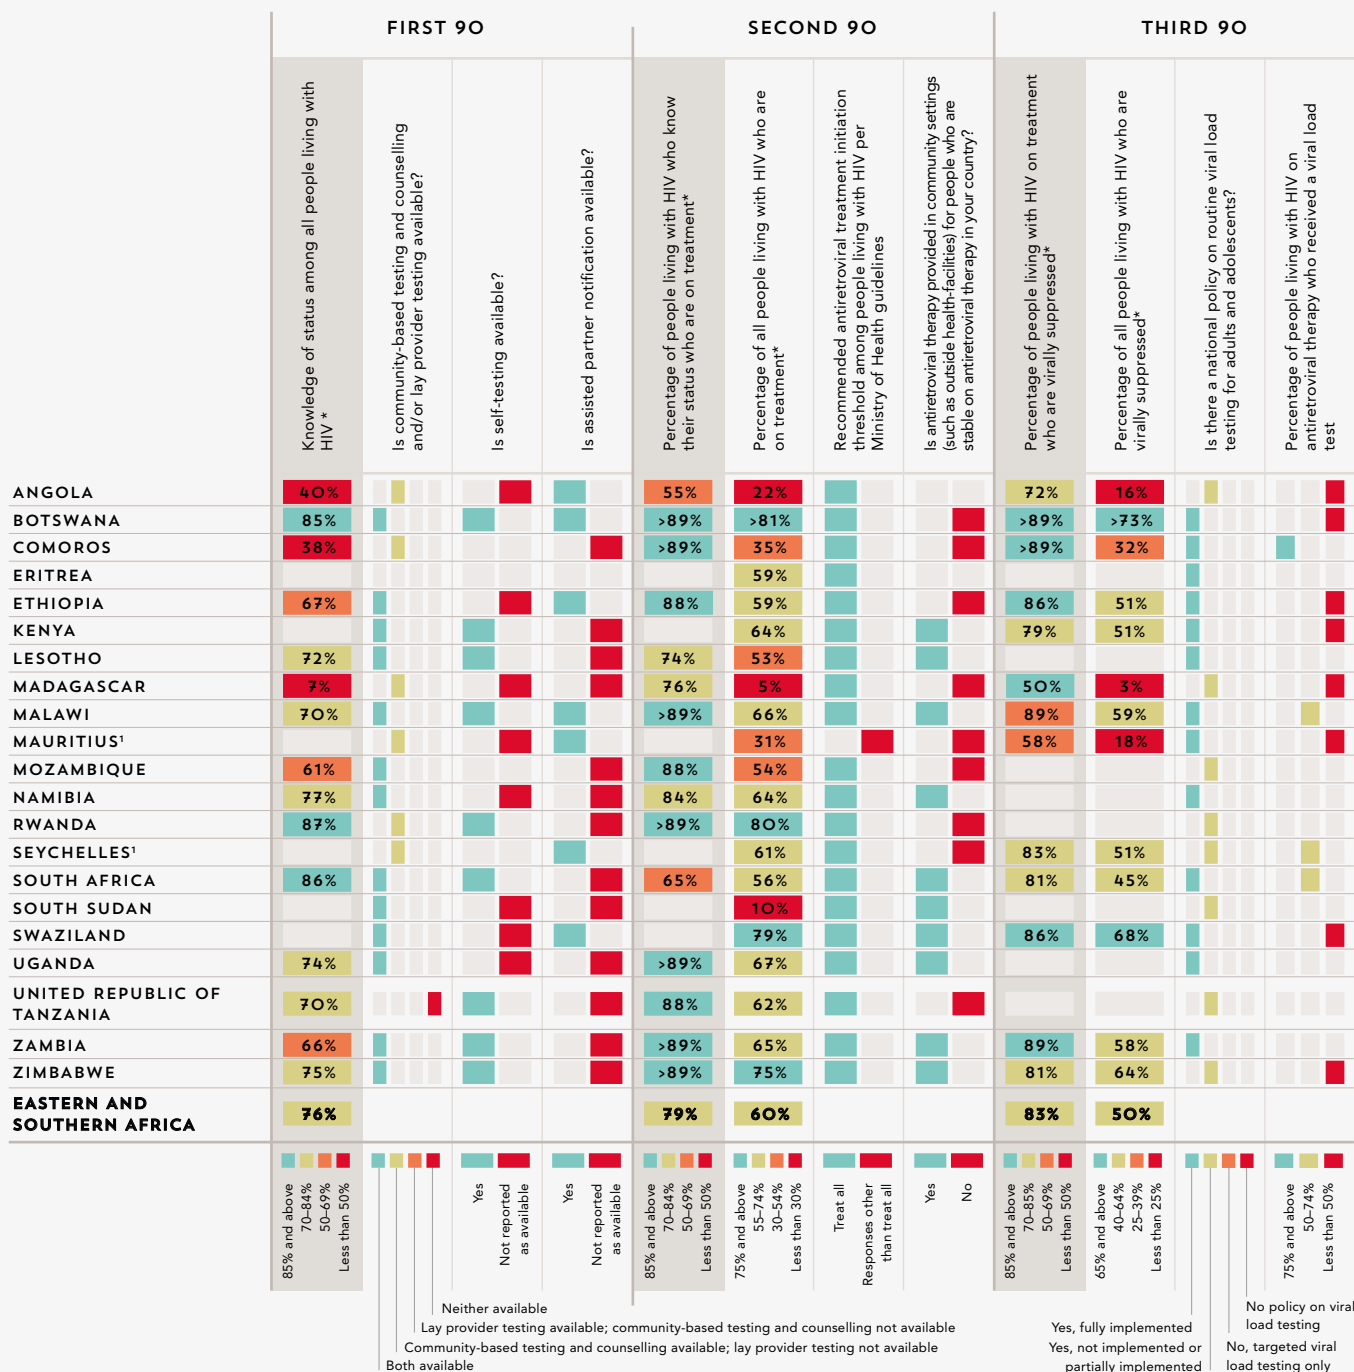 FIRST 90
SECOND 90
THIRD 90
Knowledge of status among all people living with
HIV *
Is community-based testing and counselling
and/or lay provider testing available?
Is self-testing available?
Is assisted partner notification available?
Percentage of people living with HIV who know
their status who are on treatment*
Percentage of all people living with HIV who are
on treatment*
Recommended antiretroviral treatment initiation
threshold among people living with HIV per
Ministry of Health guidelines
Is antiretroviral therapy provided in community settings
(such as outside health-facilities) for people who are
stable on antiretroviral therapy in your country?
Percentage of people living with HIV on treatment
who are virally suppressed*
Percentage of all people living with HIV who are
virally suppressed*
Is there a national policy on routine viral load
testing for adults and adolescents?
Percentage of people living with HIV on
antiretroviral therapy who received a viral load
test
ANGOLA 40% 55% 22% 72% 16%
BOTSWANA 85% >89% >81% >89% >73%
COMOROS 38% >89% 35% >89% 32%
ERITREA 59%
ETHIOPIA 67% 88% 59% 86% 51%
KENYA 64% 79% 51%
LESOTHO 72% 74% 53%
MADAGASCAR 7% 76% 5% 50% 3%
MALAWI 70% >89% 66% 89% 59%
MAURITIUS¹ 31% 58% 18%
MOZAMBIQUE 61% 88% 54%
NAMIBIA 77% 84% 64%
RWANDA 87% >89% 80%
SEYCHELLES¹ 61% 83% 51%
SOUTH AFRICA 86% 65% 56% 81% 45%
SOUTH SUDAN 10%
SWAZILAND 79% 86% 68%
UGANDA 74% >89% 67%
UNITED REPUBLIC OF
TANZANIA 70% 88% 62%
ZAMBIA 66% >89% 65% 89% 58%
ZIMBABWE 75% >89% 75% 81% 64%
EASTERN AND
SOUTHERN AFRICA 76% 79% 60% 83% 50%
85% and above
70–84%
50–69%
Less than 50%
Yes
Not reported
as available
Yes
Not reported
as available
85% and above
70–84%
50–69%
Less than 50%
75% and above
55–74%
30–54%
Less than 30%
Treat all
Responses other
than treat all
Yes
No
85% and above
70–85%
50–69%
Less than 50%
65% and above
40–64%
25–39%
Less than 25%
75% and above
50–74%
Less than 50%
Neither available
Lay provider testing available; community-based testing and counselling not available
Community-based testing and counselling available; lay provider testing not available
Both available
Yes, fully implemented
Yes, not implemented or
partially implemented
No policy on viral
load testing
No, targeted viral
load testing only